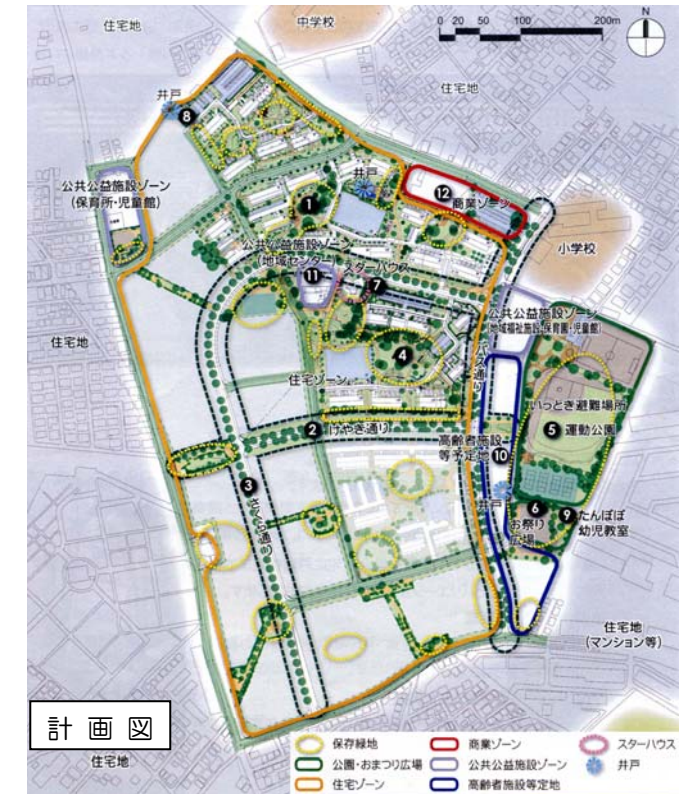 住宅地
中学校
0 20 50 100 200m
N
住宅地
井戸
8
公共公益施設ゾーン
(保育所・児童館)
井戸
1
12
商業ゾーン
小学校
公共公益施設ゾーン
(地域センター)
11
スターハウス
7
公共公益施設ゾーン
(地域福祉施設・保育園・児童館)
バス通り
4
住宅地
住宅ゾーン
いっとき避難場所
5 運動公園
2 けやき通り
高齢者施設
等予定地
10
3
さくら通り
井戸
6
お祭り
広場
9 たんぽぽ
幼児教室
住宅地
(マンション等)
計画図
住宅地
保存緑地
商業ゾーン
スターハウス
公園・おまつり広場
公共公益施設ゾーン
井戸
住宅ゾーン
高齢者施設等定地